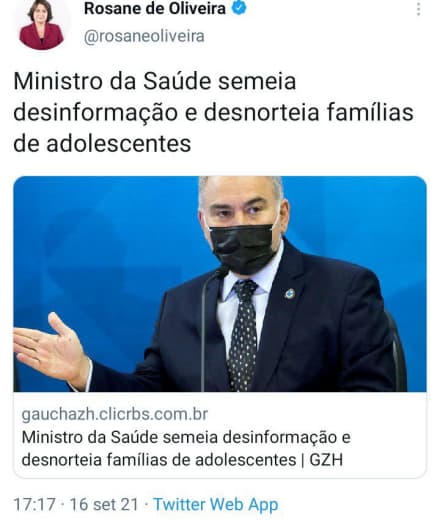 Rosane de Oliveira
@rosaneoliveira
Ministro da Saúde semeia
desinformação e desnorteia famílias
de adolescentes
gauchazh.clicrbs.com.br
Ministro da Saúde semeia desinformação e
desnorteia famílias de adolescentes | GZH
17:17 · 16 set 21 · Twitter Web App